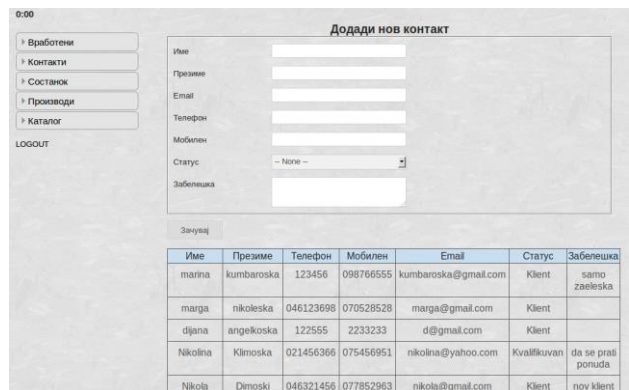 0:00
Додади нов контакт
Вработени
Контакти
Состанок
Производи
Каталог
LOGOUT
Име
Презиме
Email
Телефон
Мобилен
Статус
-- None --
Забелешка
Зачувај
Име Презиме Телефон Мобилен Email Статус Забелешка
marina kumbaroska 123456 098766555 kumbaroska@gmail.com Klient samo
zaeleska
marga nikoleska 046123698 070528528 marga@gmail.com Klient
dijana angelkoska 122555 2233233 d@gmail.com Klient
Nikolina Klimoska 021456366 075456951 nikolina@yahoo.com Kvalifikuvan da se prati
ponuda
Nikola Dimoski 046321456 077852963 nikola@gmail.com Klient nov klient